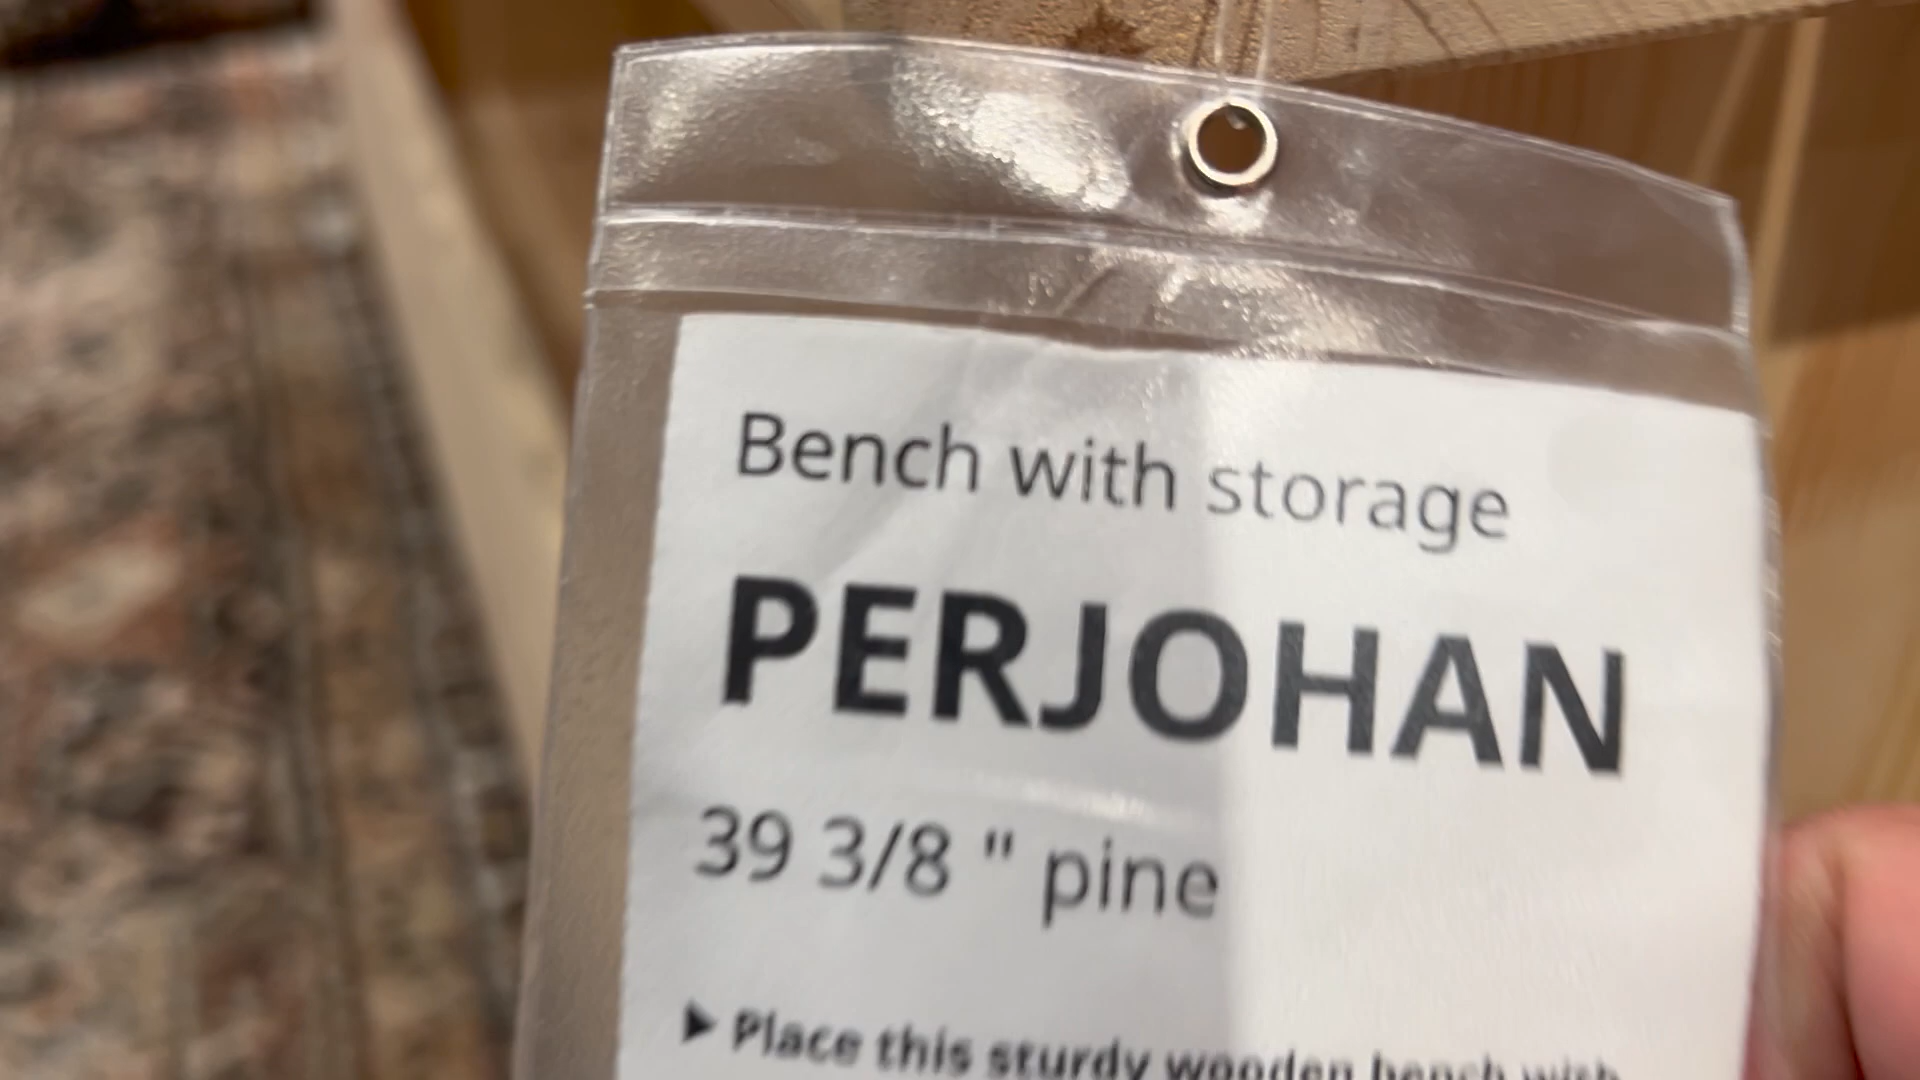 Bench with storage
PERJOHAN
39 3/8 " pine
▶ Place this sturdy wooden bench with